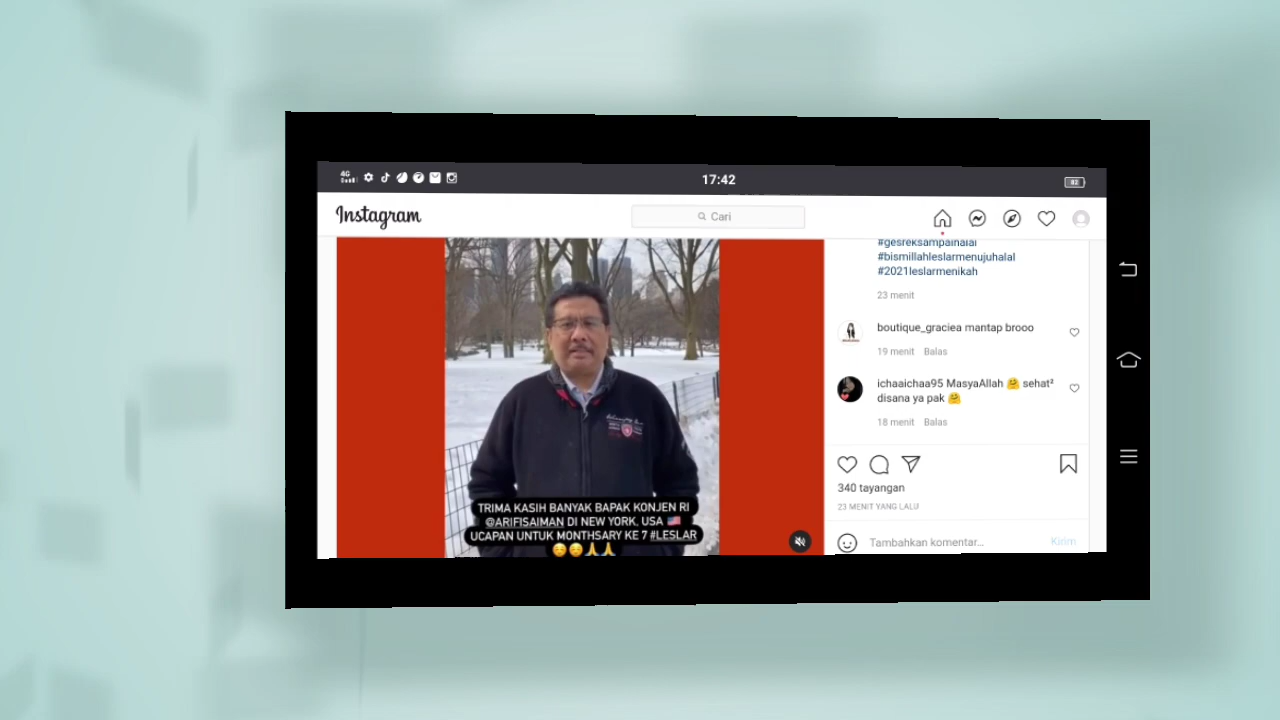 4G
17:42
82
Instagram
Cari
#gesreksampaihalal
#bismillahleslarmenujuhalal
#2021leslarmenikah
23 menit
boutique_graciea mantap brooo
19 menit Balas
ichaaichaa95 MasyaAllah 🤗 sehat²
disana ya pak 🤗
18 menit Balas
TRIMA KASIH BANYAK BAPAK KONJEN RI
@ARIFISAIMAN DI NEW YORK, USA 🇺🇸
UCAPAN UNTUK MONTHSARY KE 7 #LESLAR
☺️☺️🙏🙏
340 tayangan
23 MENIT YANG LALU
Tambahkan komentar...
Kirim